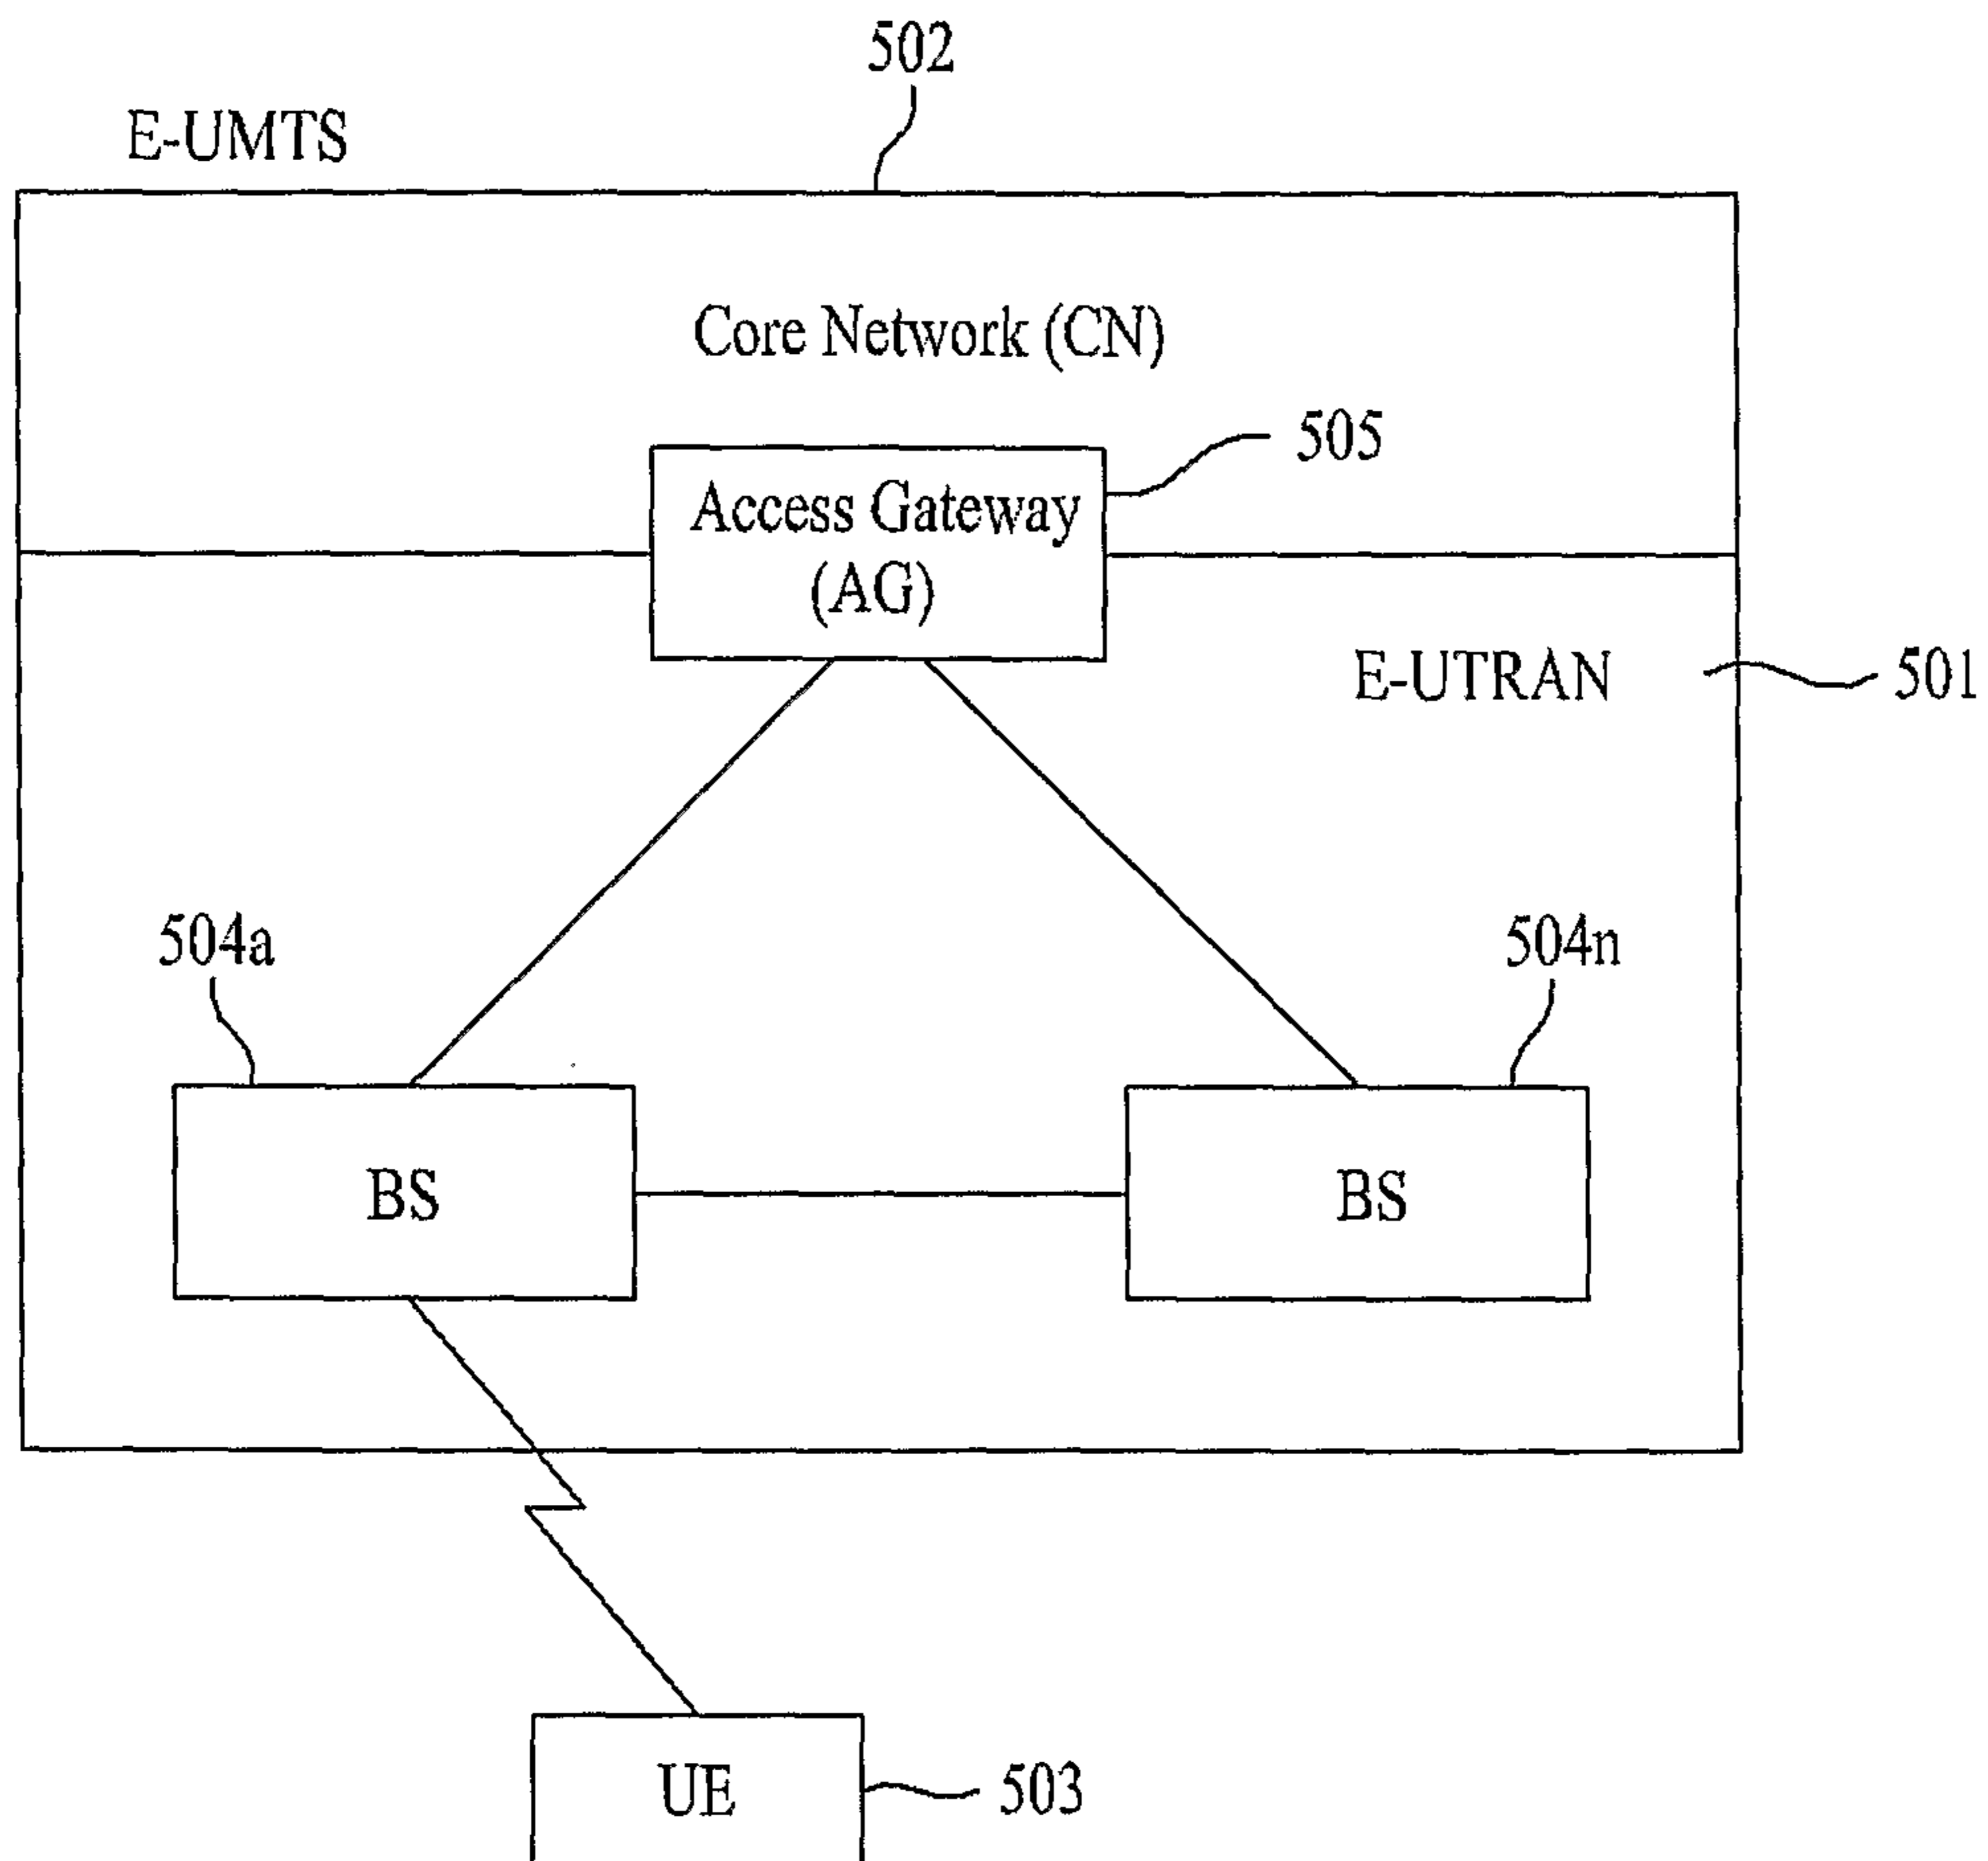 502
E-UMTS
Core Network (CN)
505
Access Gateway
(AG)
E-UTRAN
501
504a
504n
BS
BS
UE
503